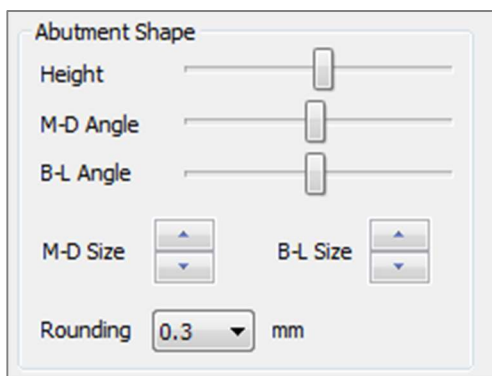 Abutment Shape
Height
M-D Angle
B-L Angle
M-D Size B-L Size
Rounding 0.3 mm